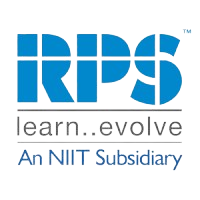 RPS™
learn..evolve
An NIIT Subsidiary